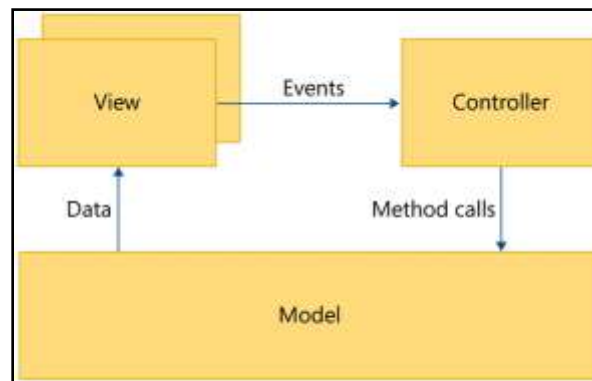 Events
View
Controller
Data
Method calls
Model